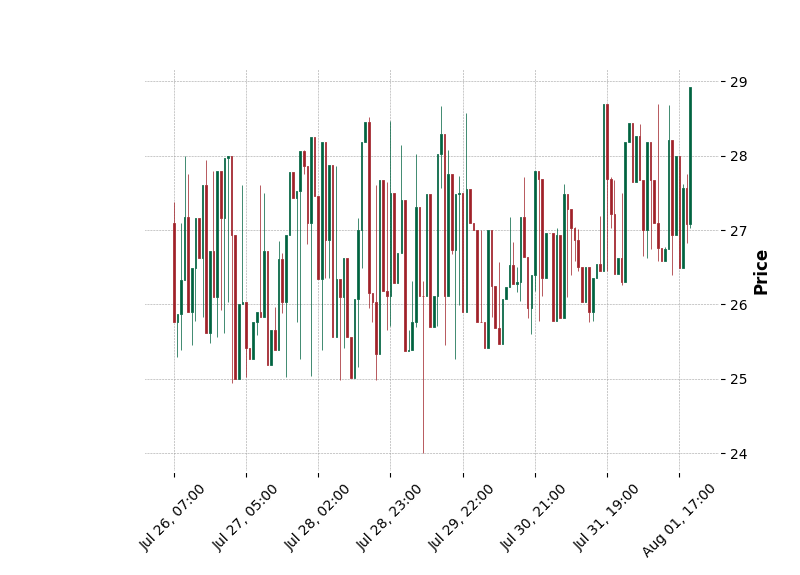 29
28
27
26
25
24
Price
Jul 26, 07:00
Jul 27, 05:00
Jul 28, 02:00
Jul 28, 23:00
Jul 29, 22:00
Jul 30, 21:00
Jul 31, 19:00
Aug 01, 17:00